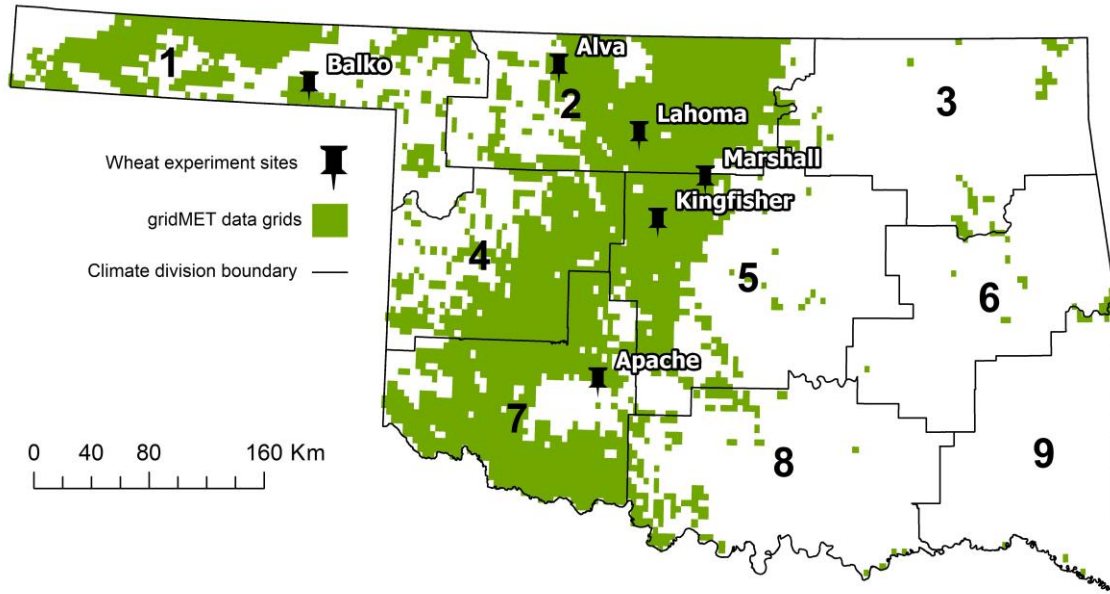 Alva
1
Balko
2
3
Lahoma
Wheat experiment sites
Marshall
Kingfisher
gridMET data grids
4
Climate division boundary
5
6
Apache
7
0 40 80 160 Km
8
9